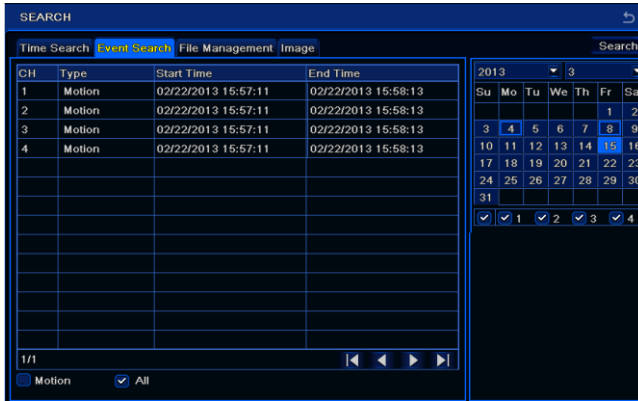 SEARCH
Time Search Event Search File Management Image Search
CH Type Start Time End Time
1 Motion 02/22/2013 15:57:11 02/22/2013 15:58:13
2 Motion 02/22/2013 15:57:11 02/22/2013 15:58:13
3 Motion 02/22/2013 15:57:11 02/22/2013 15:58:13
4 Motion 02/22/2013 15:57:11 02/22/2013 15:58:13
1/1
Motion All
2013 3
Su Mo Tu We Th Fr Sa
1 2
3 4 5 6 7 8 9
10 11 12 13 14 15 16
17 18 19 20 21 22 23
24 25 26 27 28 29 30
31
1 2 3 4